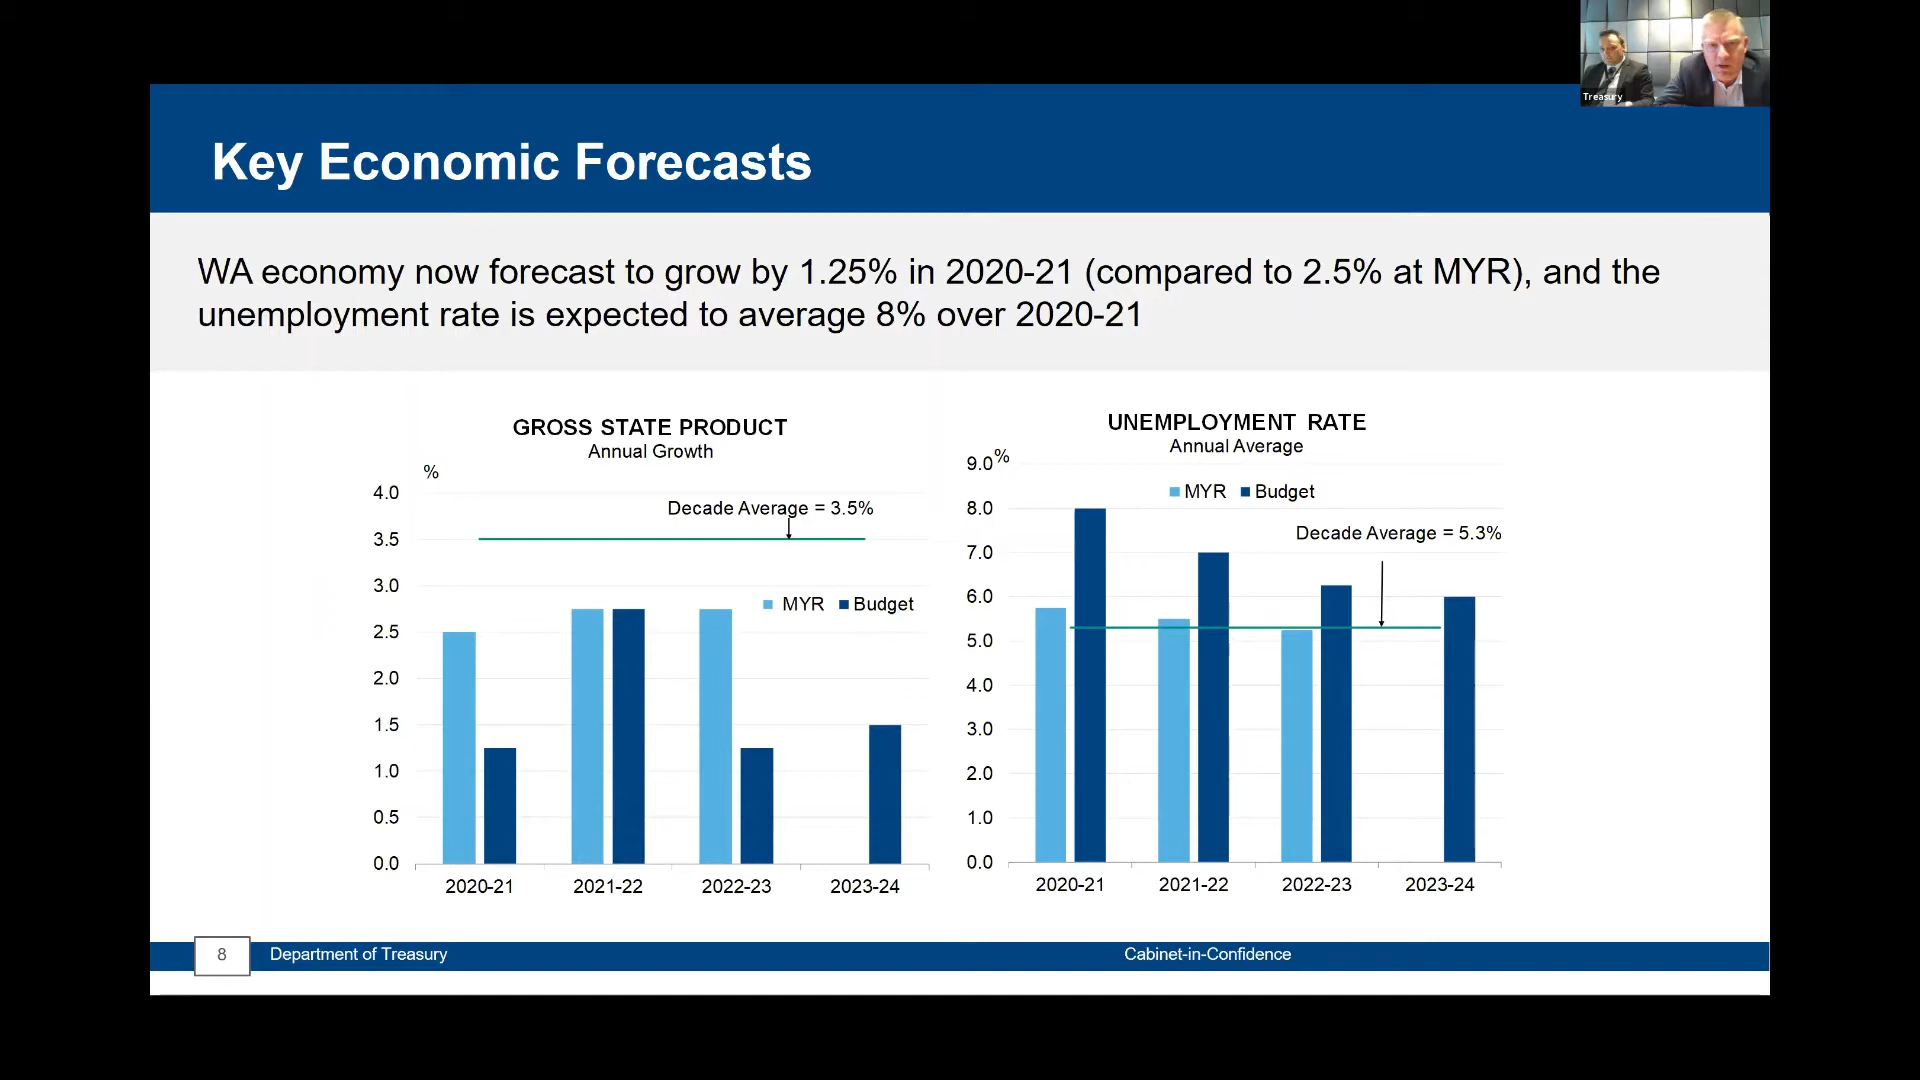 Treasury
Key Economic Forecasts
WA economy now forecast to grow by 1.25% in 2020-21 (compared to 2.5% at MYR), and the
unemployment rate is expected to average 8% over 2020-21
GROSS STATE PRODUCT
Annual Growth
%
4.0
3.5
3.0
2.5
2.0
1.5
1.0
0.5
0.0
Decade Average = 3.5%
MYR Budget
2020-21 2021-22 2022-23 2023-24
UNEMPLOYMENT RATE
Annual Average
%
9.0
8.0
7.0
6.0
5.0
4.0
3.0
2.0
1.0
0.0
MYR Budget
Decade Average = 5.3%
2020-21 2021-22 2022-23 2023-24
8 Department of Treasury Cabinet-in-Confidence